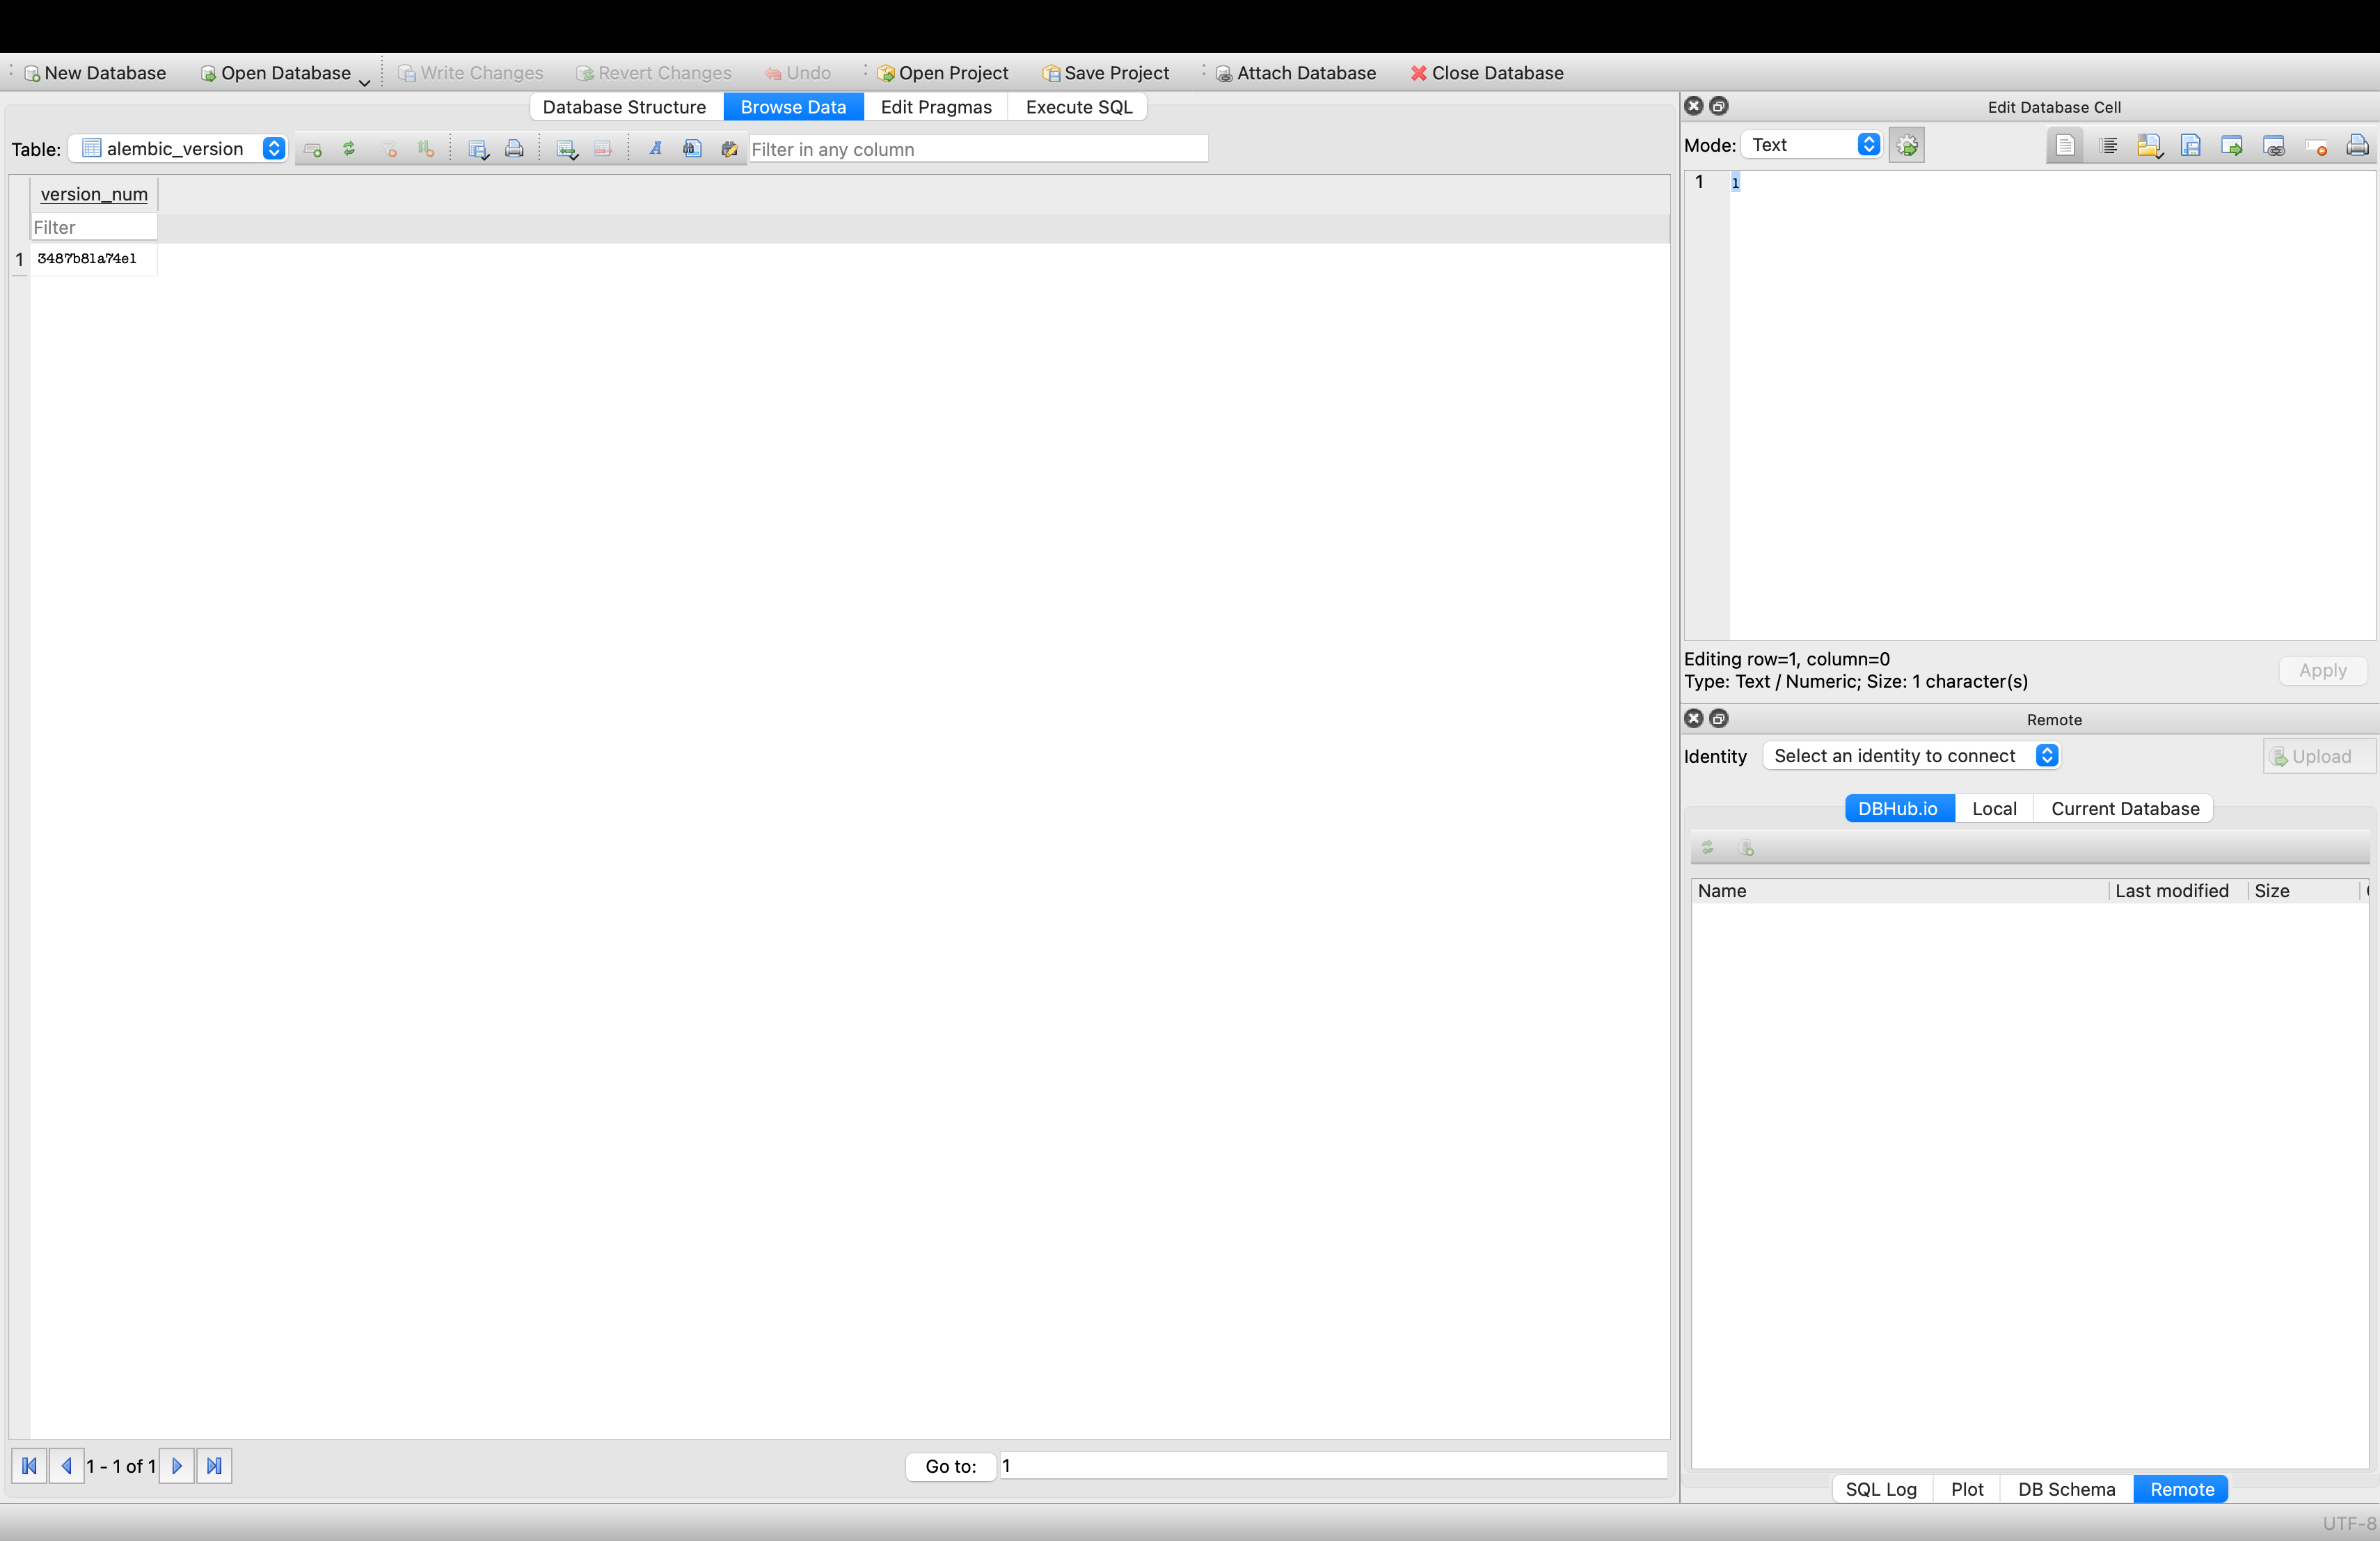 New Database Open Database Write Changes Revert Changes Undo Open Project Save Project Attach Database Close Database
Database Structure Browse Data Edit Pragmas Execute SQL
Table: alembic_version Filter in any column
version_num
Filter
1 3487b81a74e1
1 - 1 of 1 Go to: 1
Edit Database Cell
Mode: Text
1 1
Editing row=1, column=0
Type: Text / Numeric; Size: 1 character(s)
Apply
Remote
Identity Select an identity to connect Upload
DBHub.io Local Current Database
Name Last modified Size
SQL Log Plot DB Schema Remote
UTF-8